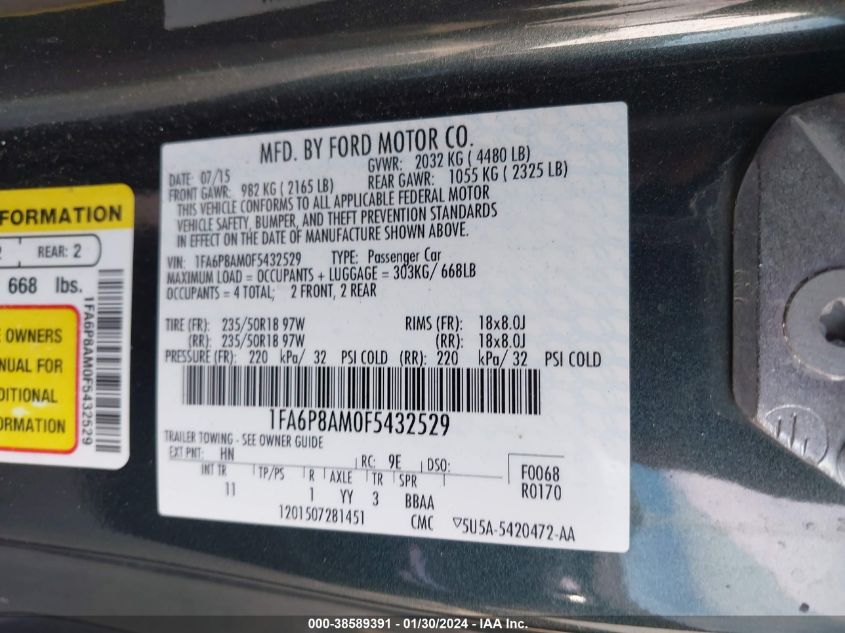 FORMATION
2 REAR: 2
668 lbs.
E OWNERS
ANUAL FOR
DITIONAL
ORMATION
1FA6P8AM0F5432529
MFD. BY FORD MOTOR CO.
DATE: 07/15 GVWR: 2032 KG ( 4480 LB)
FRONT GAWR: 982 KG ( 2165 LB) REAR GAWR: 1055 KG ( 2325 LB)
THIS VEHICLE CONFORMS TO ALL APPLICABLE FEDERAL MOTOR
VEHICLE SAFETY, BUMPER, AND THEFT PREVENTION STANDARDS
IN EFFECT ON THE DATE OF MANUFACTURE SHOWN ABOVE.
VIN: 1FA6P8AM0F5432529 TYPE: Passenger Car
MAXIMUM LOAD = OCCUPANTS + LUGGAGE = 303KG/ 668LB
OCCUPANTS = 4 TOTAL; 2 FRONT, 2 REAR
TIRE (FR): 235/50R18 97W RIMS (FR): 18x8.0J
(RR): 235/50R18 97W (RR): 18x8.0J
PRESSURE (FR): 220 kPa/ 32 PSI COLD (RR): 220 kPa/ 32 PSI COLD
1FA6P8AM0F5432529
TRAILER TOWING - SEE OWNER GUIDE
EXT PNT: HN RC: 9E DSO: F0068
INT TR TP/PS R AXLE TR SPR R0170
11 1 YY 3 BBAA
1201507281451 CMC 5U5A-5420472-AA
000-38589391 - 01/30/2024 - IAA Inc.